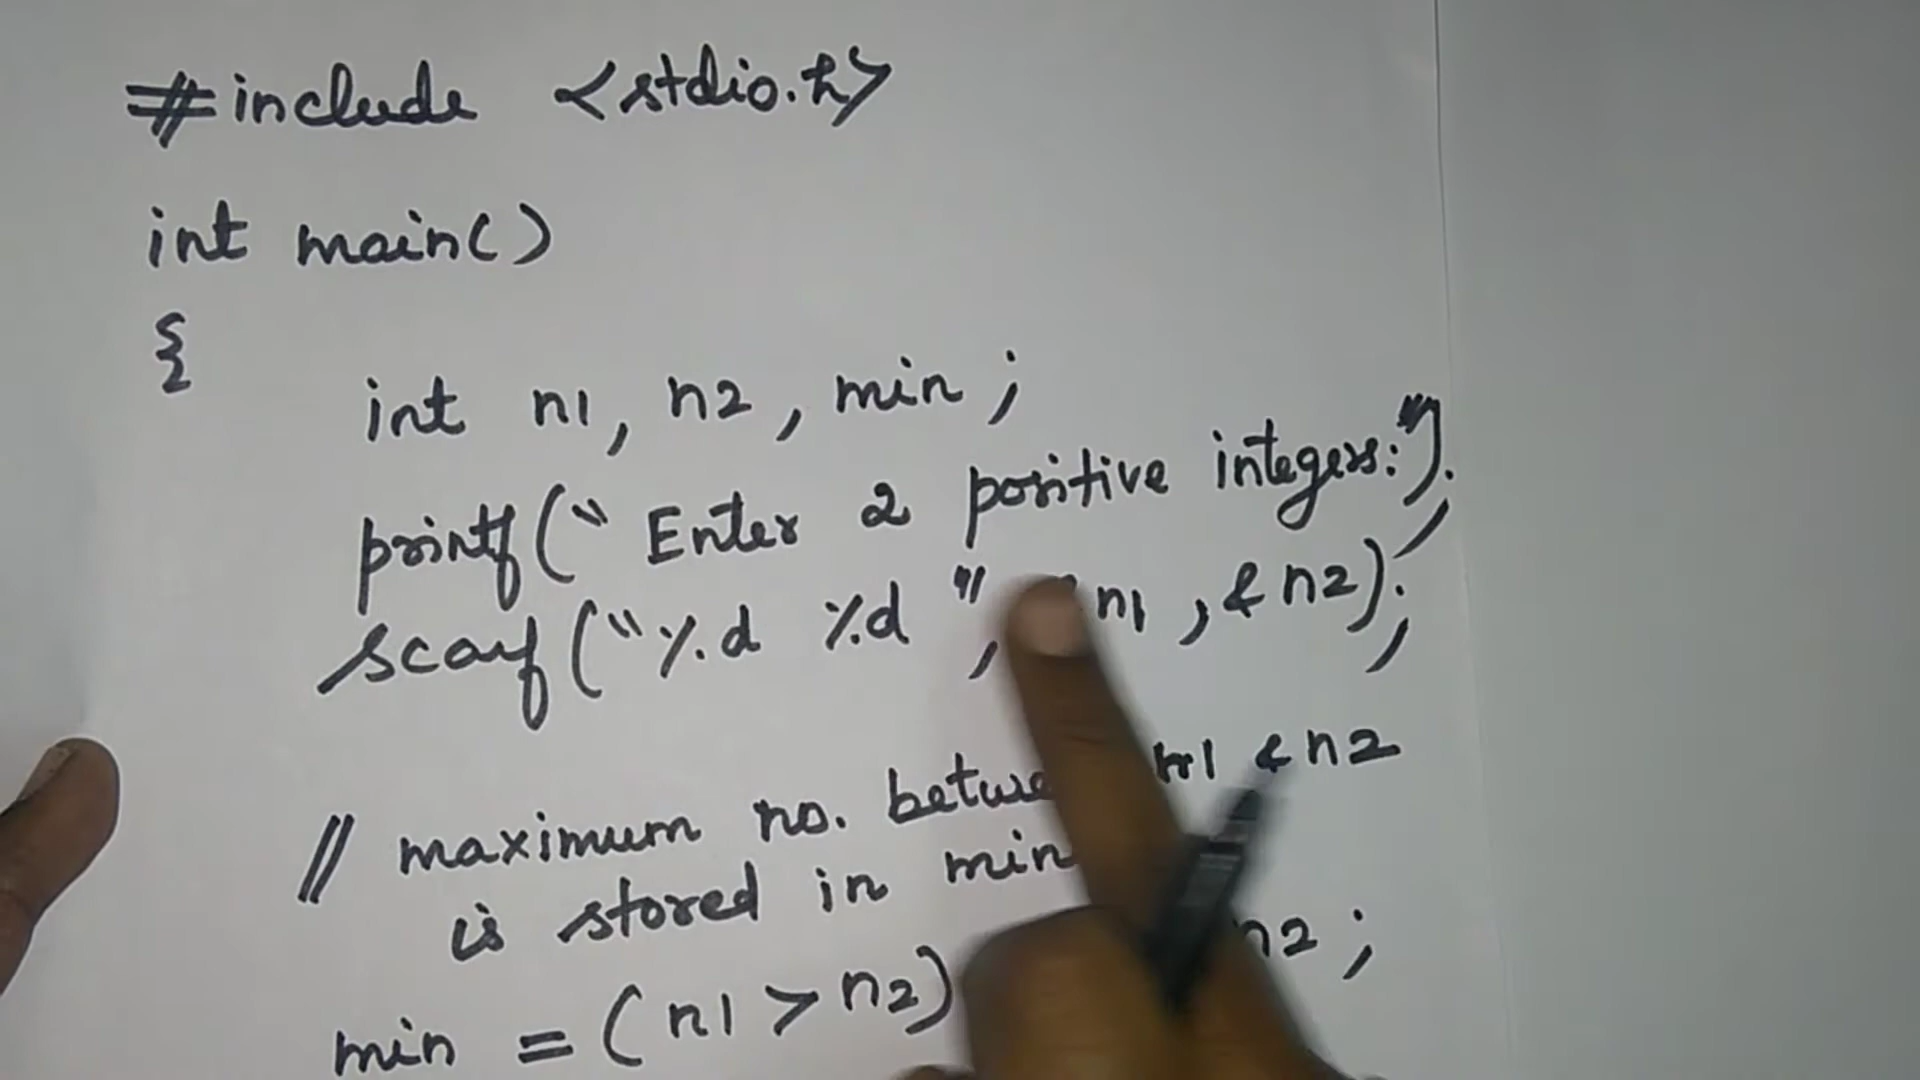 #include <stdio.h>
int main()
{
int n1, n2, min;
printf("Enter 2 positive integers:");
scanf("%d %d ", n1, &n2);
// maximum no. between n1 & n2
is stored in min
min = (n1 > n2) n2;